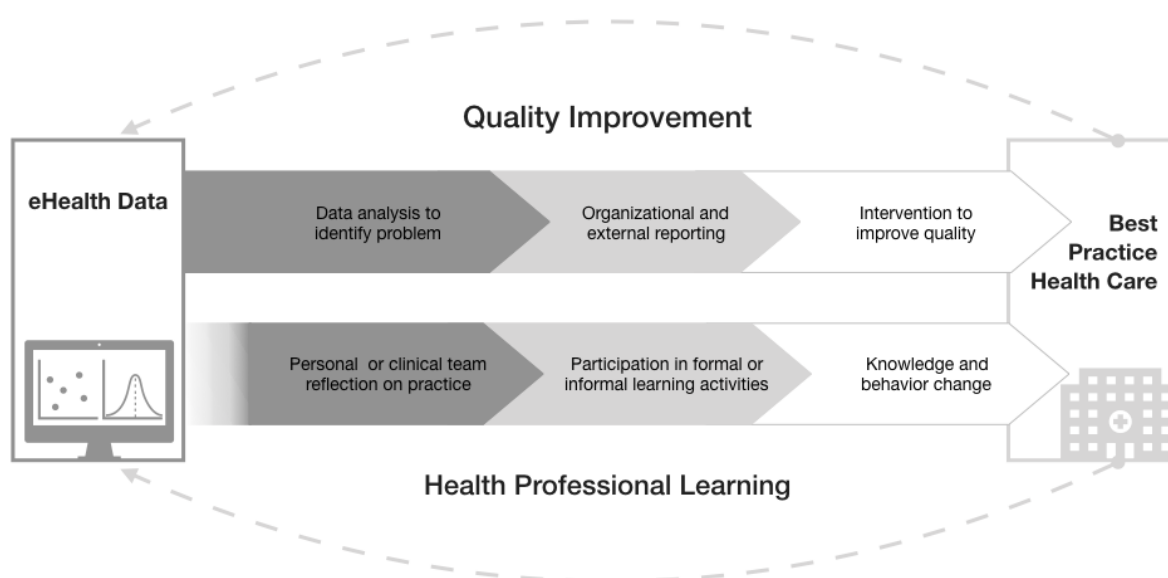 Quality Improvement
eHealth Data
Data analysis to
identify problem
Organizational and
external reporting
Intervention to
improve quality
Best
Practice
Health Care
Personal or clinical team
reflection on practice
Participation in formal or
informal learning activities
Knowledge and
behavior change
Health Professional Learning